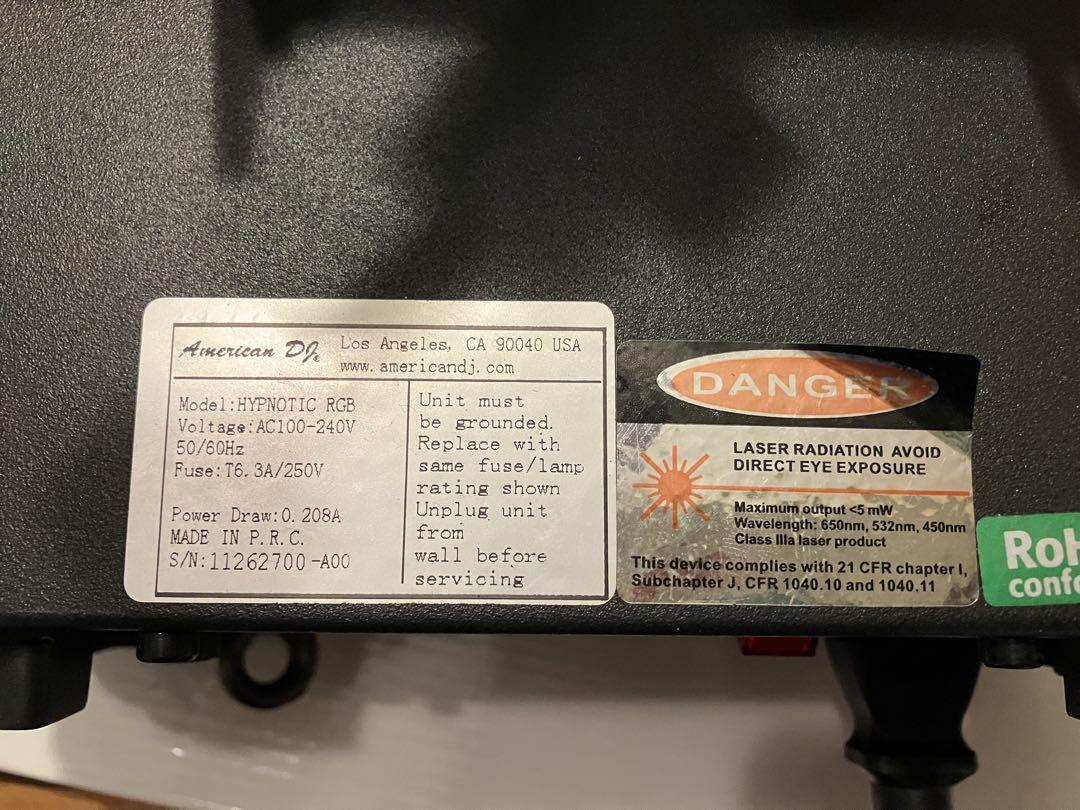 American DJ
Los Angeles, CA 90040 USA
www.americandj.com
Model:HYPNOTIC RGB
Voltage:AC100-240V
50/60Hz
Fuse:T6.3A/250V
Power Draw:0.208A
MADE IN P.R.C.
S/N:11262700-A00
Unit must
be grounded.
Replace with
same fuse/lamp
rating shown
Unplug unit
from
wall before
servicing
DANGER
LASER RADIATION AVOID
DIRECT EYE EXPOSURE
Maximum output <5 mW
Wavelength: 650nm, 532nm, 450nm
Class IIIa laser product
This device complies with 21 CFR chapter I,
Subchapter J, CFR 1040.10 and 1040.11